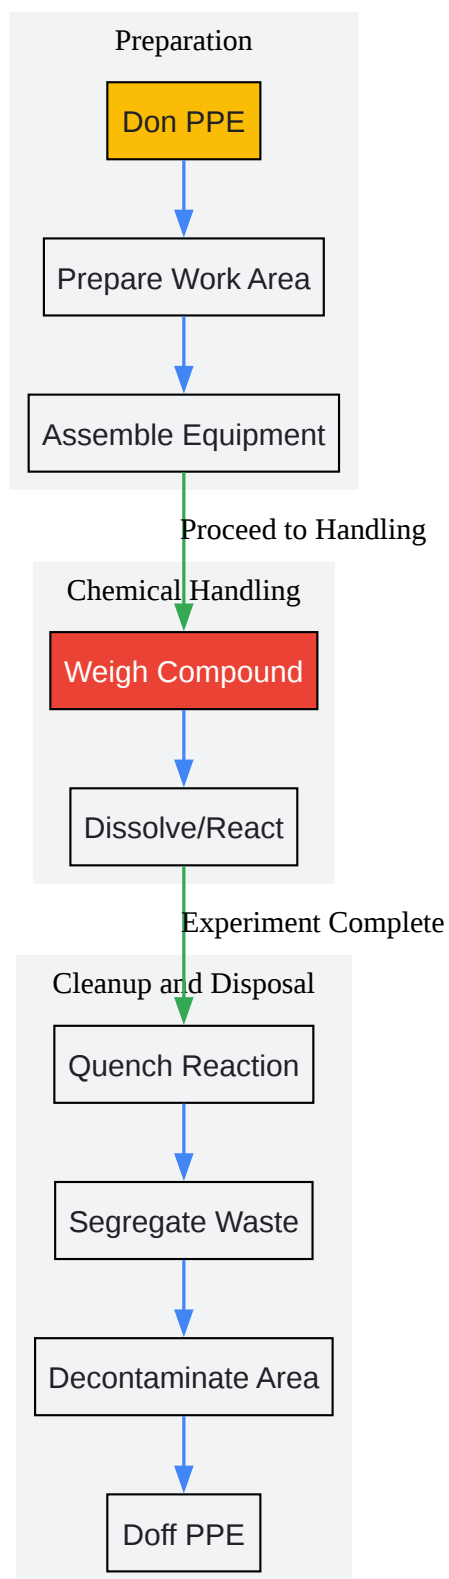 Preparation
Don PPE
Prepare Work Area
Assemble Equipment
Proceed to Handling
Chemical Handling
Weigh Compound
Dissolve/React
Experiment Complete
Cleanup and Disposal
Quench Reaction
Segregate Waste
Decontaminate Area
Doff PPE